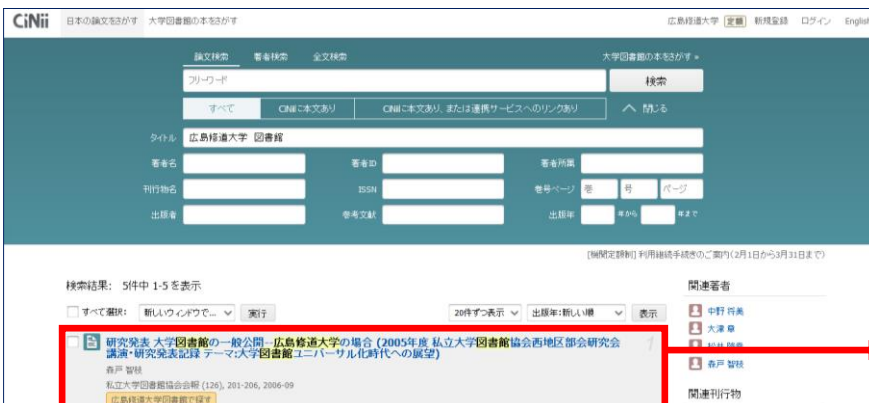 CiNii 日本の論文をさがす 大学図書館の本をさがす 広島修道大学 定額 新規登録 ログイン English
論文検索 著者検索 全文検索 大学図書館の本をさがす »
フリーワード 検索
すべて CiNiiに本文あり CiNiiに本文あり、または連携サービスへのリンクあり 閉じる
タイトル 広島修道大学 図書館
著者名 著者ID 著者所属
刊行物名 ISSN 巻号ページ 巻 号 ページ
出版者 参考文献 出版年 年から 年まで
[機関定額制] 利用継続手続きのご案内(2月1日から3月31日まで)
検索結果: 5件中 1-5 を表示 関連著者
すべて選択: 新しいウィンドウで... 実行 20件ずつ表示 出版年:新しい順 表示
中野 将美
大津 卓
研究発表 大学図書館の一般公開--広島修道大学の場合 (2005年度 私立大学図書館協会西地区部会研究会
講演・研究発表記録 テーマ:大学図書館ユニバーサル化時代への展望)
1
森戸 智枝
森戸 智枝
私立大学図書館協会会報 (126), 201-206, 2006-09
広島修道大学図書館で探す
関連刊行物